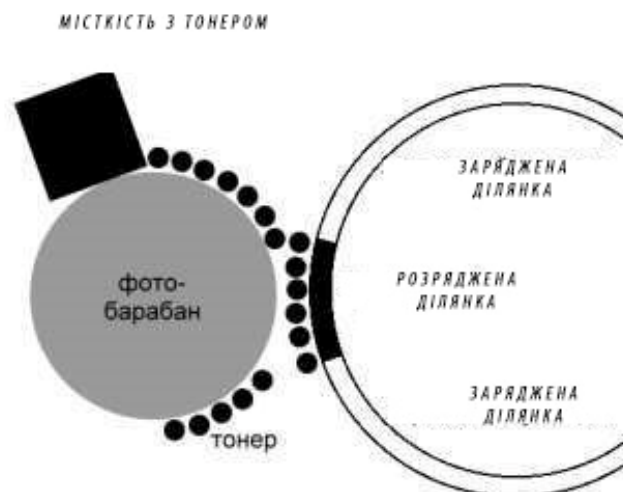 МІСТКІСТЬ З ТОНЕРОМ
ЗАРЯДЖЕНА
ДІЛЯНКА
фото-
барабан
РОЗРЯДЖЕНА
ДІЛЯНКА
ЗАРЯДЖЕНА
ДІЛЯНКА
тонер